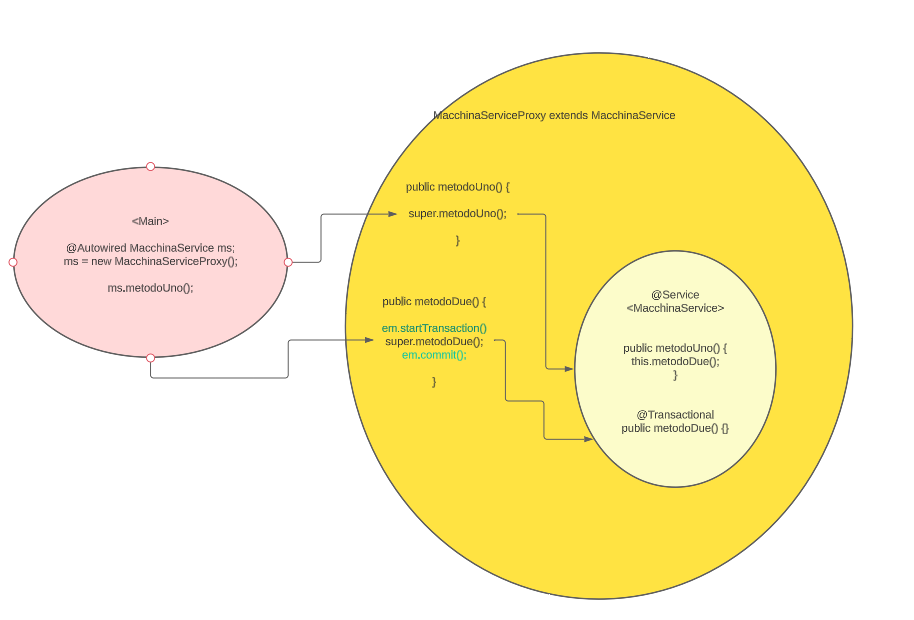 MacchinaServiceProxy extends MacchinaService
public metodoUno() {
super.metodoUno();
}
<Main>
@Autowired MacchinaService ms;
ms = new MacchinaServiceProxy();
ms.metodoUno();
public metodoDue() {
em.startTransaction()
super.metodoDue();
em.commit();
}
@Service
<MacchinaService>
public metodoUno() {
this.metodoDue();
}
@Transactional
public metodoDue() {}